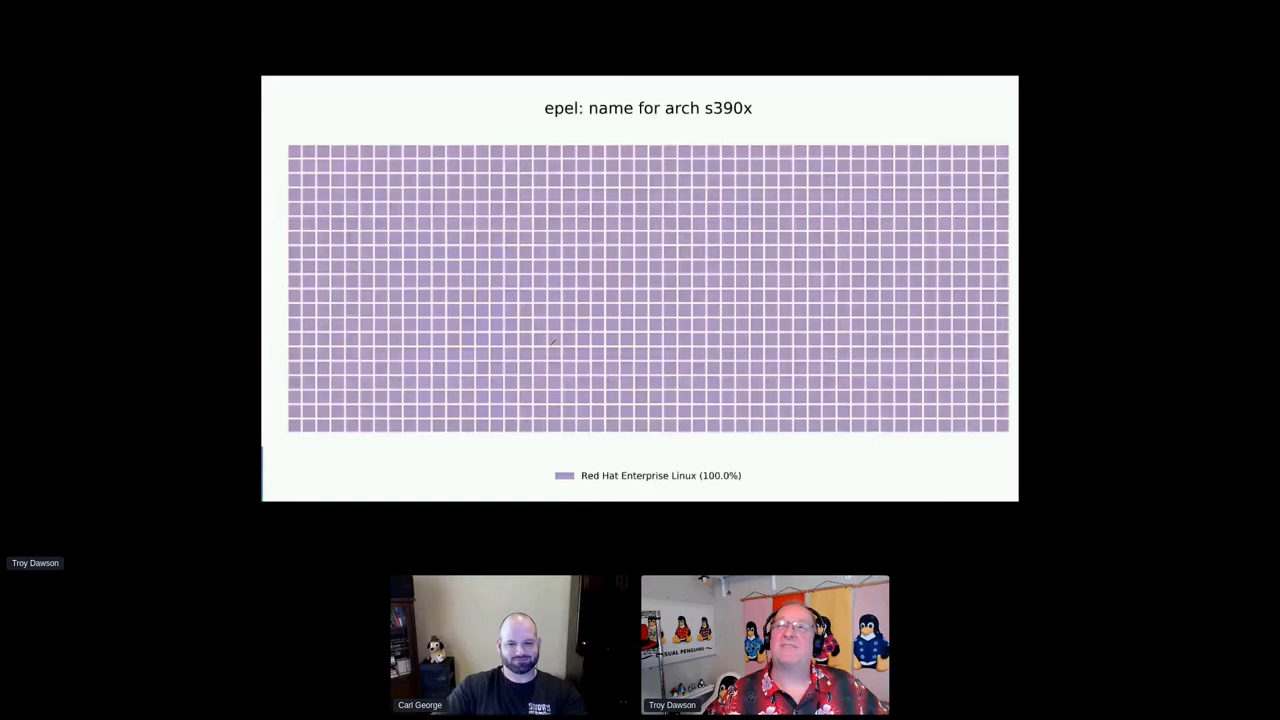 epel: name for arch s390x
Red Hat Enterprise Linux (100.0%)
Troy Dawson
Carl George
Troy Dawson